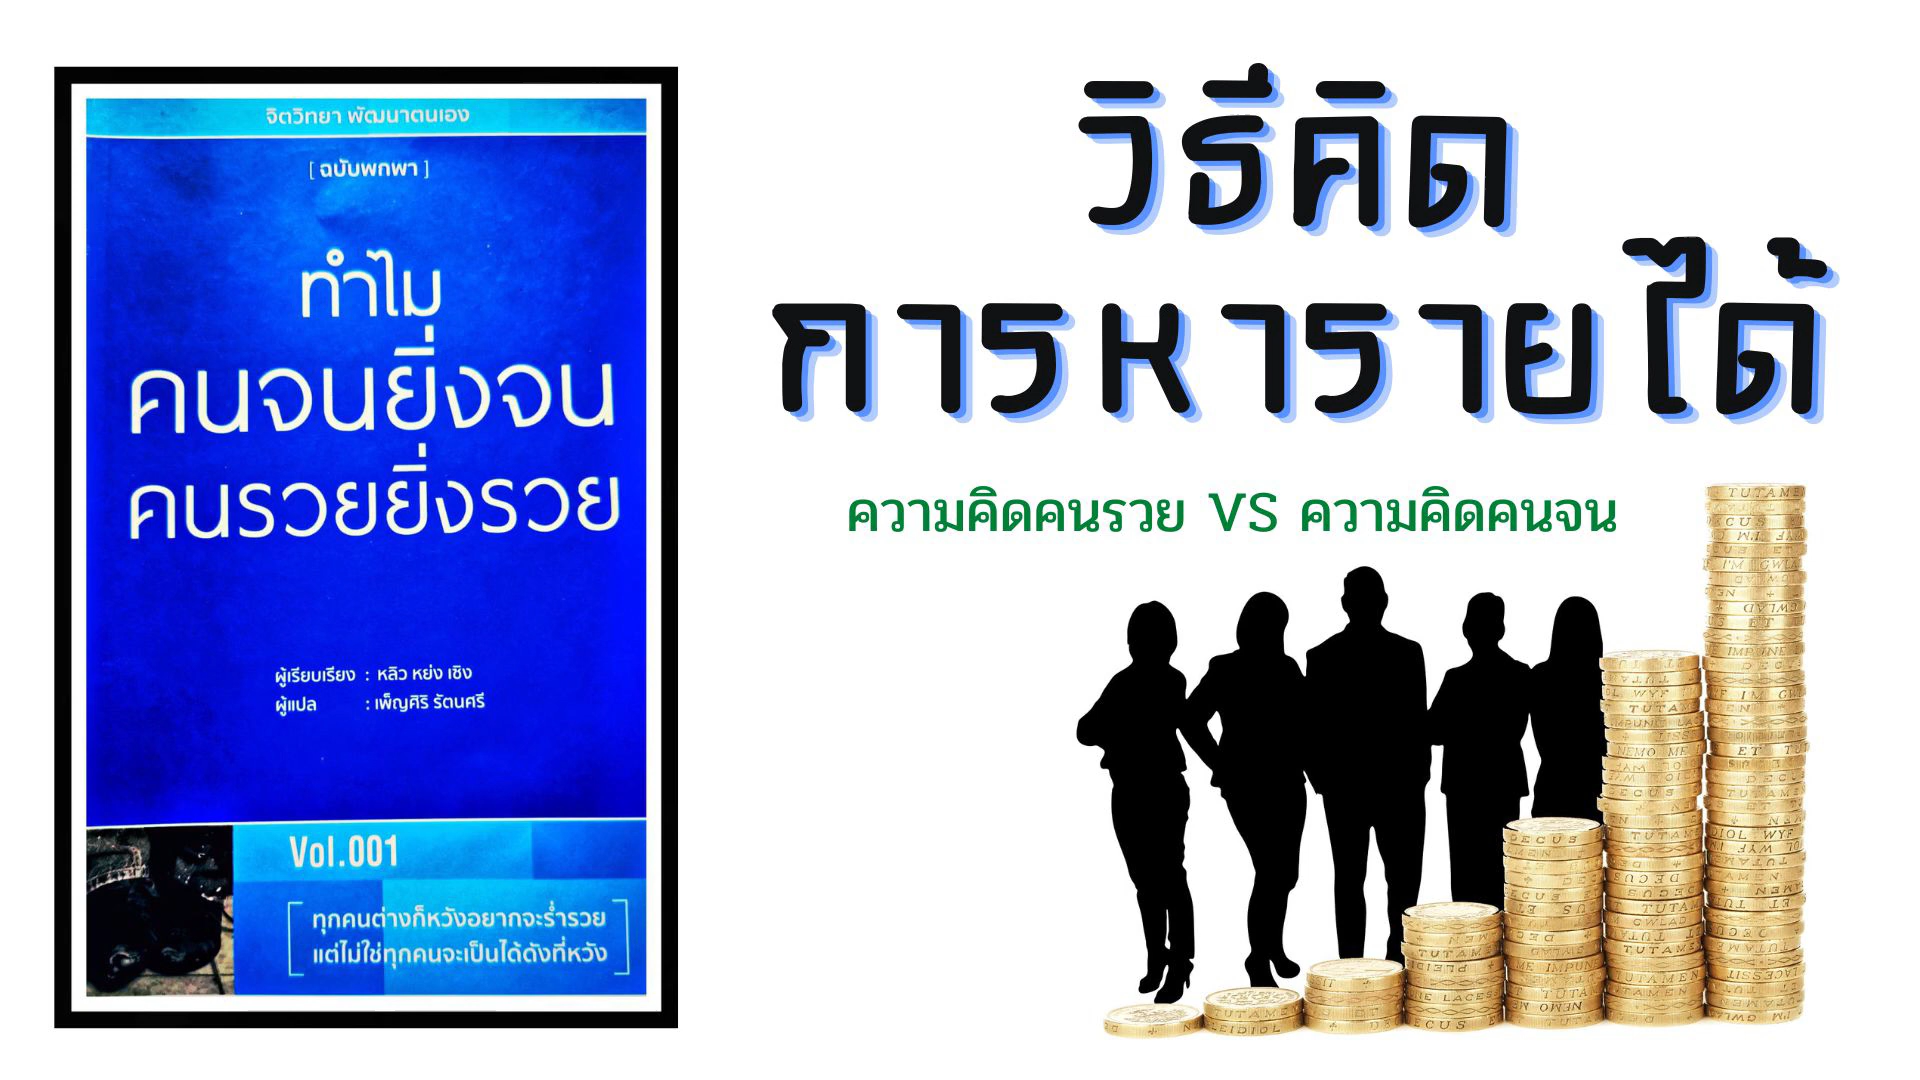 จิตวิทยา พัฒนาตนเอง
[ ฉบับพกพา ]
ทำไม
คนจนยิ่งจน
คนรวยยิ่งรวย
ผู้เรียบเรียง : หลิว หย่ง เชิง
ผู้แปล : เพ็ญศิริ รัตนศรี
Vol.001
ทุกคนต่างก็หวังอยากจะร่ำรวย
แต่ไม่ใช่ทุกคนจะเป็นได้ดังที่หวัง
วิธีคิด
การหารายได้
ความคิดคนรวย VS ความคิดคนจน